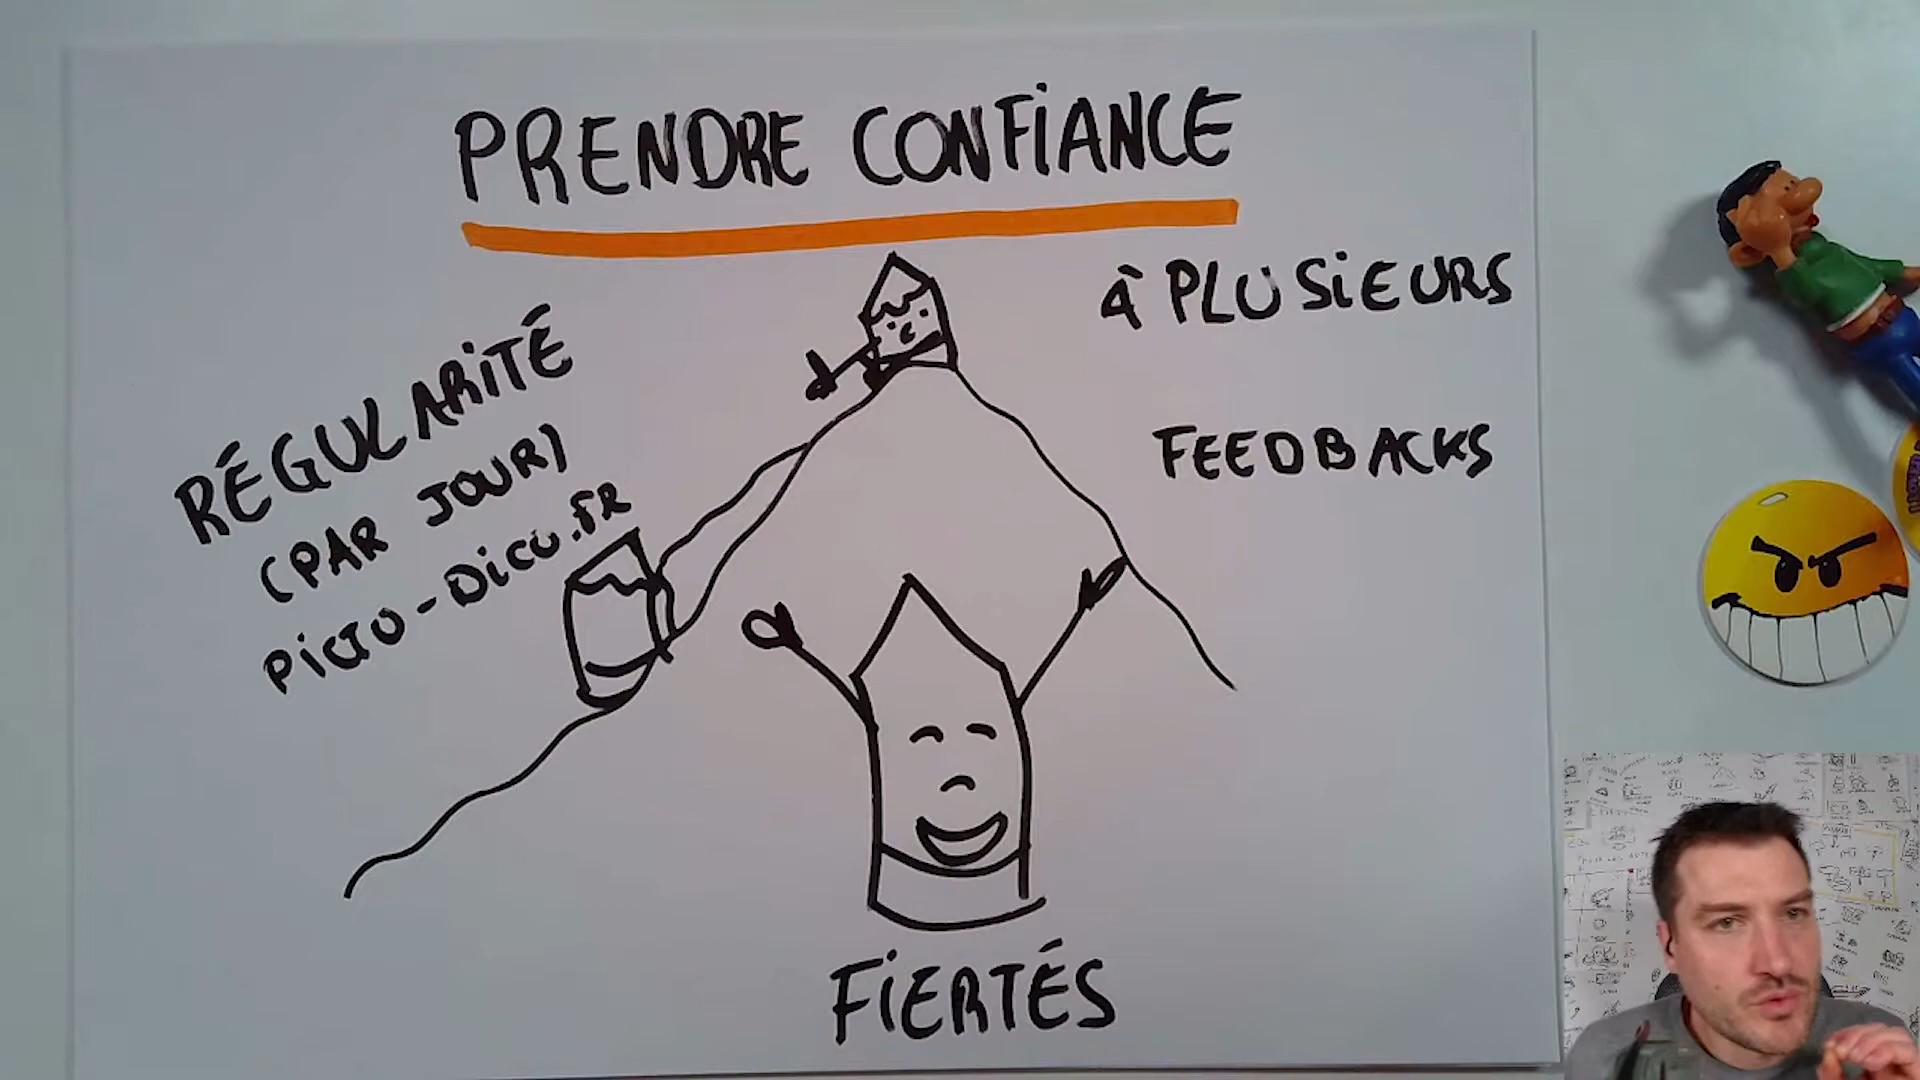 PRENDRE CONFIANCE
RÉGULARITÉ
(PAR JOUR)
PICTO-DICO.FR
À PLUSIEURS
FEEDBACKS
FIERTÉS